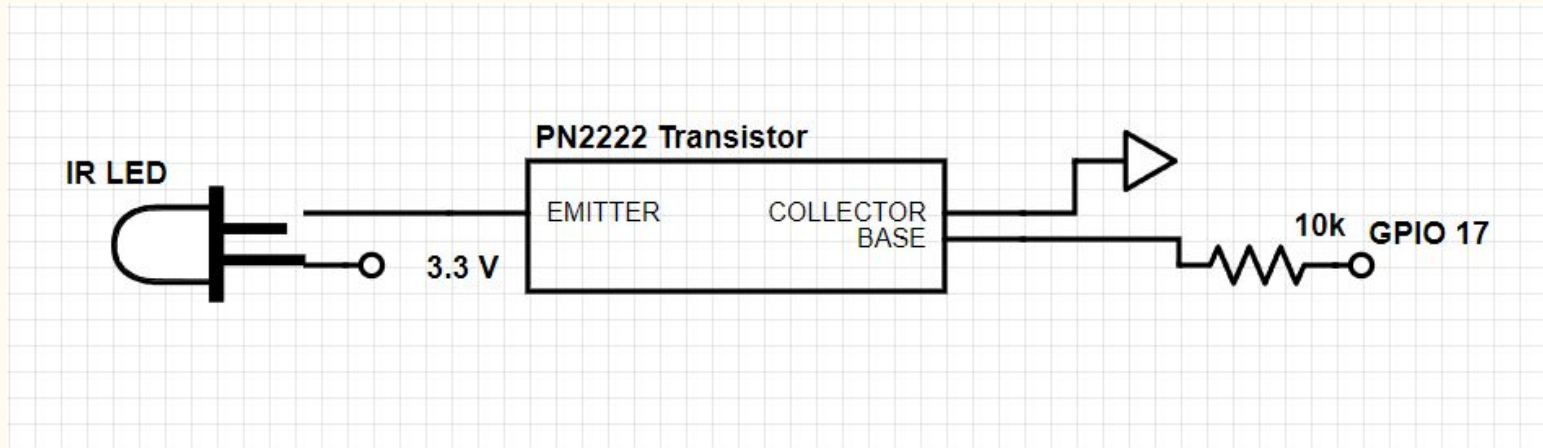 PN2222 Transistor
IR LED
EMITTER
COLLECTOR
BASE
10k
GPIO 17
3.3 V